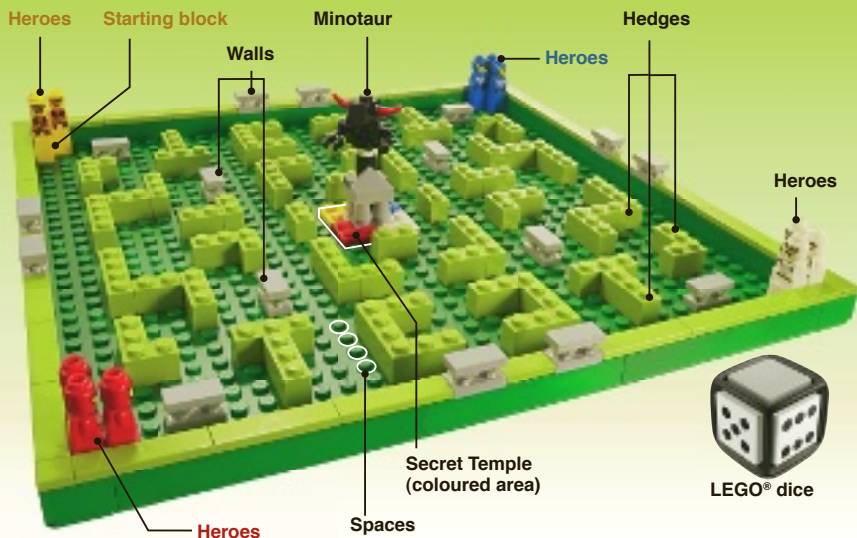 Heroes
Starting block
Minotaur
Hedges
Walls
Heroes
Heroes
Secret Temple
(coloured area)
LEGO® dice
Spaces
Heroes